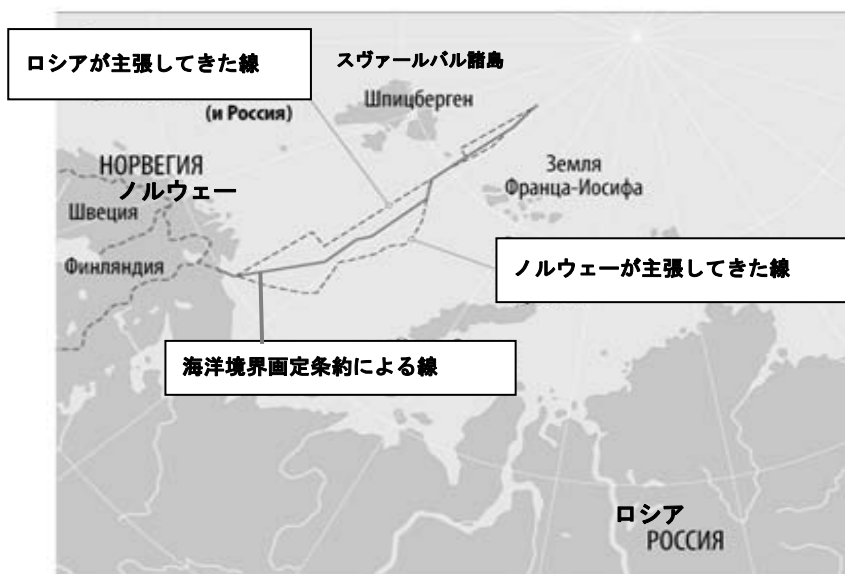 ロシアが主張してきた線
スヴァールバル諸島
Шпицберген
(и Россия)
НОРВЕГИЯ
ノルウェー
Земля
Франца-Иосифа
Швеция
Финляндия
ノルウェーが主張してきた線
海洋境界画定条約による線
ロシア
РОССИЯ